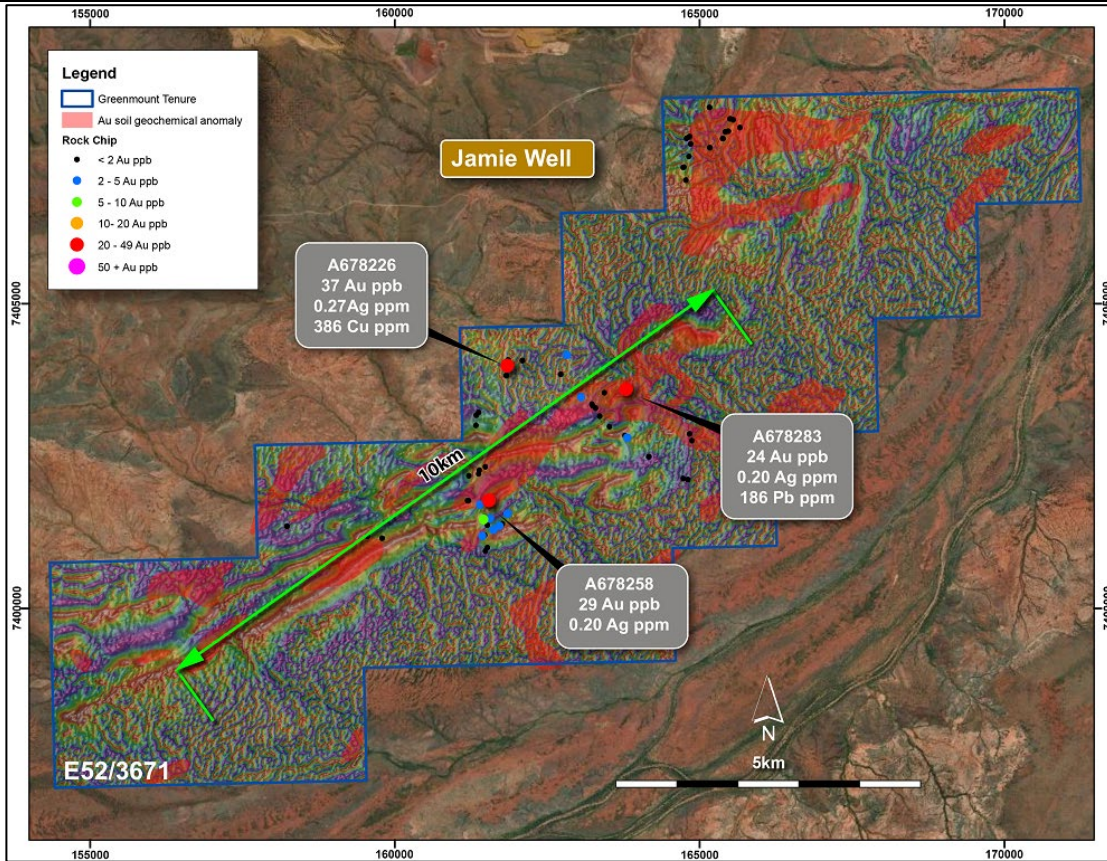 155000
160000
165000
170000
Legend
Greenmount Tenure
Au soil geochemical anomaly
Rock Chip
< 2 Au ppb
2 - 5 Au ppb
5 - 10 Au ppb
10- 20 Au ppb
20 - 49 Au ppb
50 + Au ppb
Jamie Well
A678226
37 Au ppb
0.27Ag ppm
386 Cu ppm
7405000
7405000
10km
A678283
24 Au ppb
0.20 Ag ppm
186 Pb ppm
A678258
29 Au ppb
0.20 Ag ppm
7400000
7400000
N
5km
E52/3671
155000
160000
165000
170000